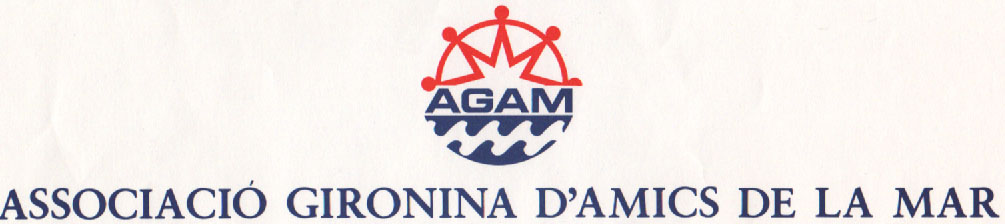 AGAM
ASSOCIACIÓ GIRONINA D'AMICS DE LA MAR